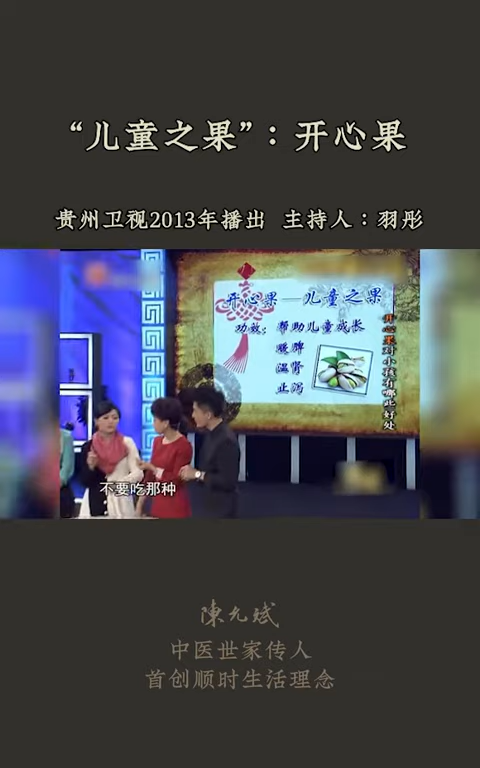 “儿童之果”：开心果
贵州卫视2013年播出 主持人：羽彤
开心果—儿童之果
功效：帮助儿童成长
暖脾
温肾
止泻
开心果对小孩有哪些好处
不要吃那种
陳允斌
中医世家传人
首创顺时生活理念